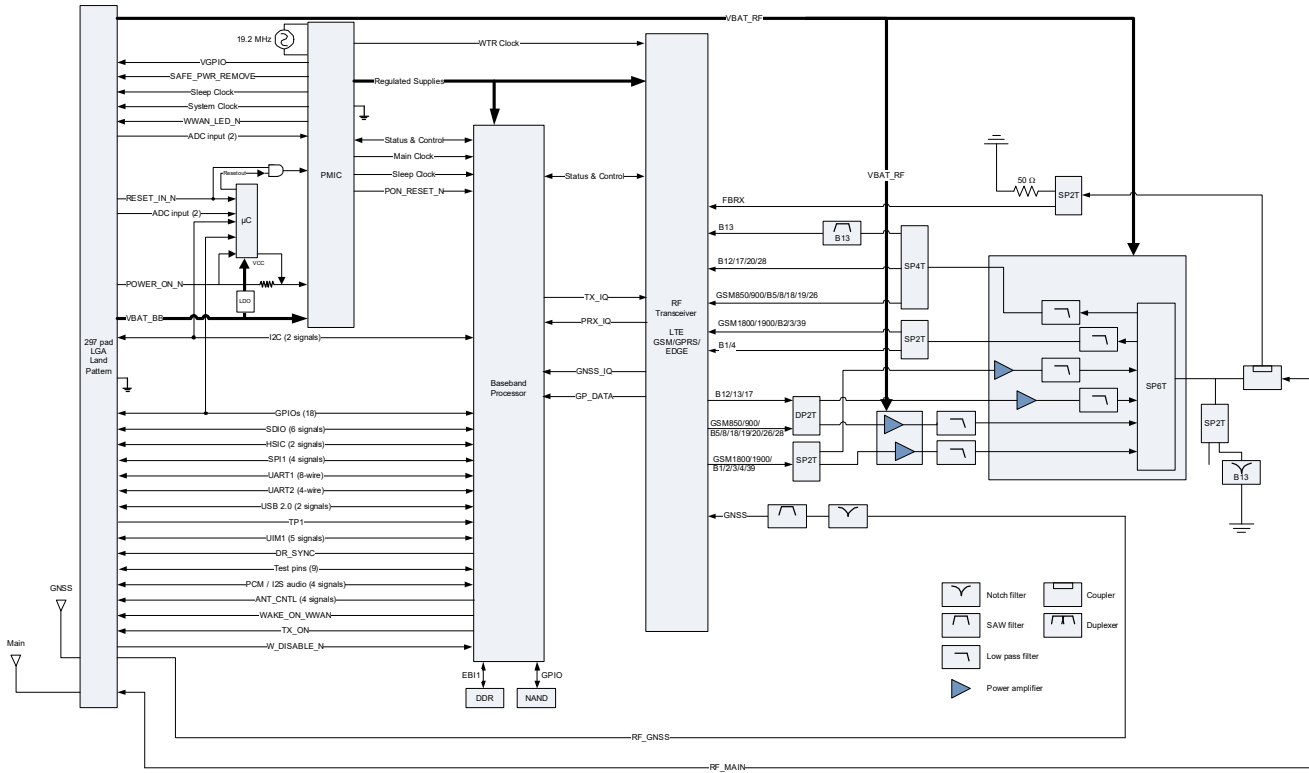 VBAT_RF
19.2 MHz
WTR Clock
VGPIO
SAFE_PWR_REMOVE
Regulated Supplies
Sleep Clock
System Clock
WWAN_LED_N
ADC input (2)
Status & Control
Main Clock
Sleep Clock
PON_RESET_N
PMIC
Resetout
RESET_IN_N
ADC input (2)
µC
VCC
POWER_ON_N
LDO
VBAT_BB
I2C (2 signals)
297 pad
LGA
Land
Pattern
GPIOs (18)
SDIO (6 signals)
HSIC (2 signals)
SPI1 (4 signals)
UART1 (8-wire)
UART2 (4-wire)
USB 2.0 (2 signals)
TP1
UIM1 (5 signals)
DR_SYNC
Test pins (9)
PCM / I2S audio (4 signals)
ANT_CNTL (4 signals)
WAKE_ON_WWAN
TX_ON
W_DISABLE_N
GNSS
Main
Baseband
Processor
EBI1
GPIO
DDR
NAND
Status & Control
TX_IQ
PRX_IQ
GNSS_IQ
GP_DATA
RF
Transceiver
LTE
GSM/GPRS/
EDGE
VBAT_RF
50 Ω
SP2T
FBRX
B13
B13
B12/17/20/28
SP4T
GSM850/900/B5/8/18/19/26
GSM1800/1900/B2/3/39
SP2T
B1/4
B12/13/17
DP2T
GSM850/900/
B5/8/18/19/20/26/28
GSM1800/1900/
B1/2/3/4/39
SP2T
SP6T
SP2T
B13
GNSS
Notch filter
Coupler
SAW filter
Duplexer
Low pass filter
Power amplifier
RF_GNSS
RF_MAIN